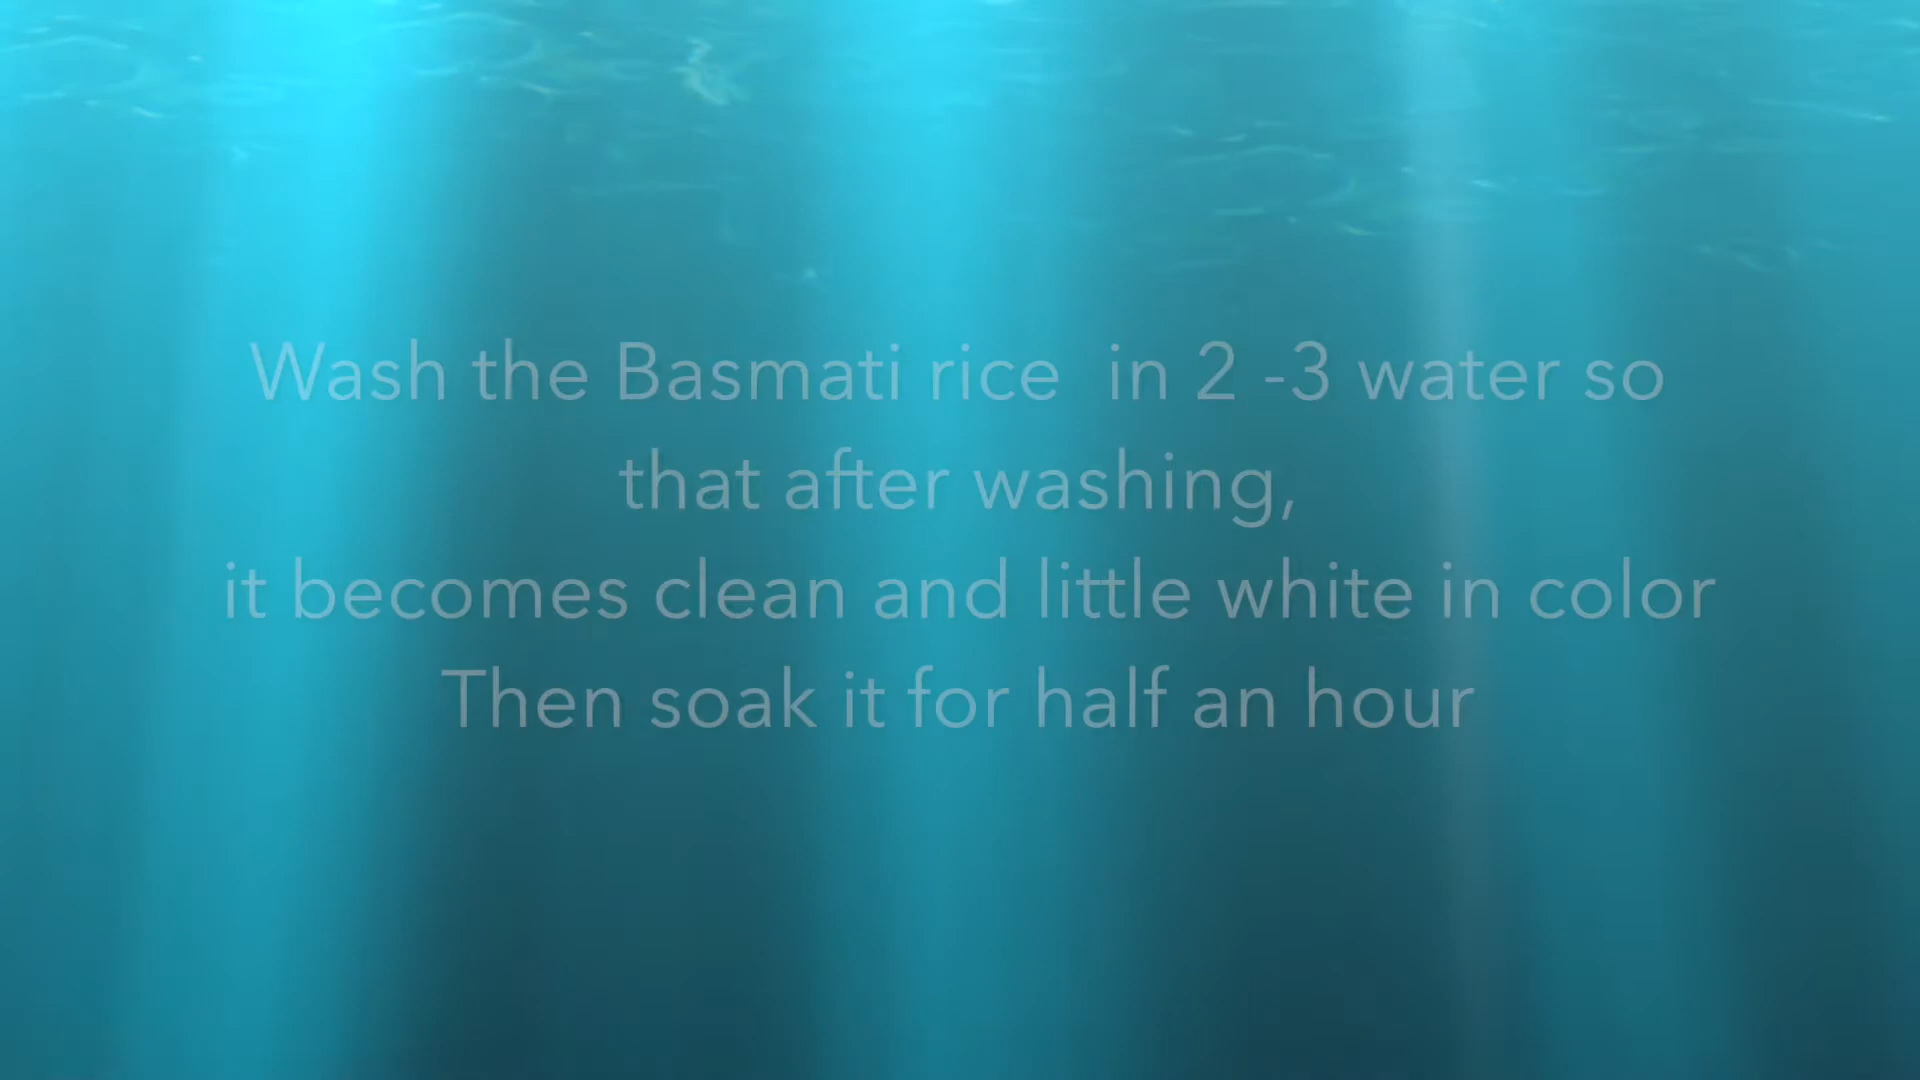 Wash the Basmati rice  in 2 -3 water so
that after washing,
it becomes clean and little white in color
Then soak it for half an hour